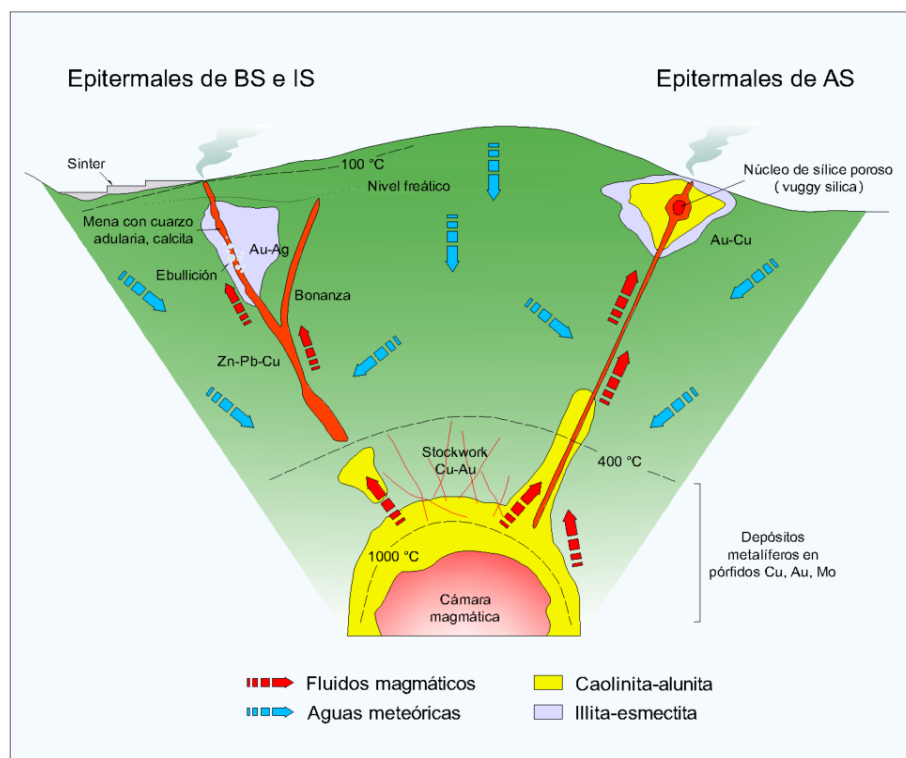 Epitermales de BS e IS
Epitermales de AS
Sinter
100 °C
Nivel freático
Núcleo de sílice poroso
(vuggy silica)
Mena con cuarzo
adularia, calcita
Au-Ag
Au-Cu
Ebullición
Bonanza
Zn-Pb-Cu
Stockwork
Cu-Au
400 °C
1000 °C
Depósitos
metalíferos en
pórfidos Cu, Au, Mo
Cámara
magmática
Fluidos magmáticos
Caolinita-alunita
Aguas meteóricas
Illita-esmectita